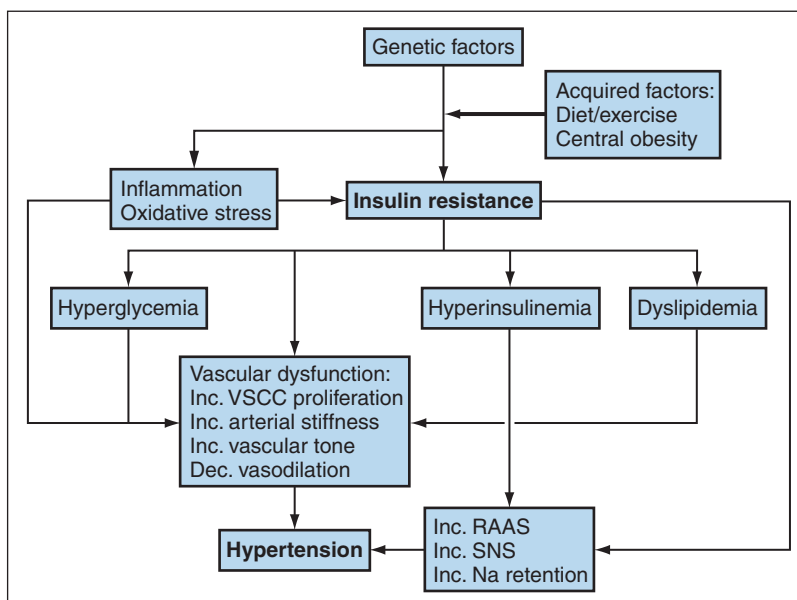 Genetic factors
Acquired factors:
Diet/exercise
Central obesity
Inflammation
Oxidative stress
Insulin resistance
Hyperglycemia
Hyperinsulinemia
Dyslipidemia
Vascular dysfunction:
Inc. VSCC proliferation
Inc. arterial stiffness
Inc. vascular tone
Dec. vasodilation
Inc. RAAS
Inc. SNS
Inc. Na retention
Hypertension